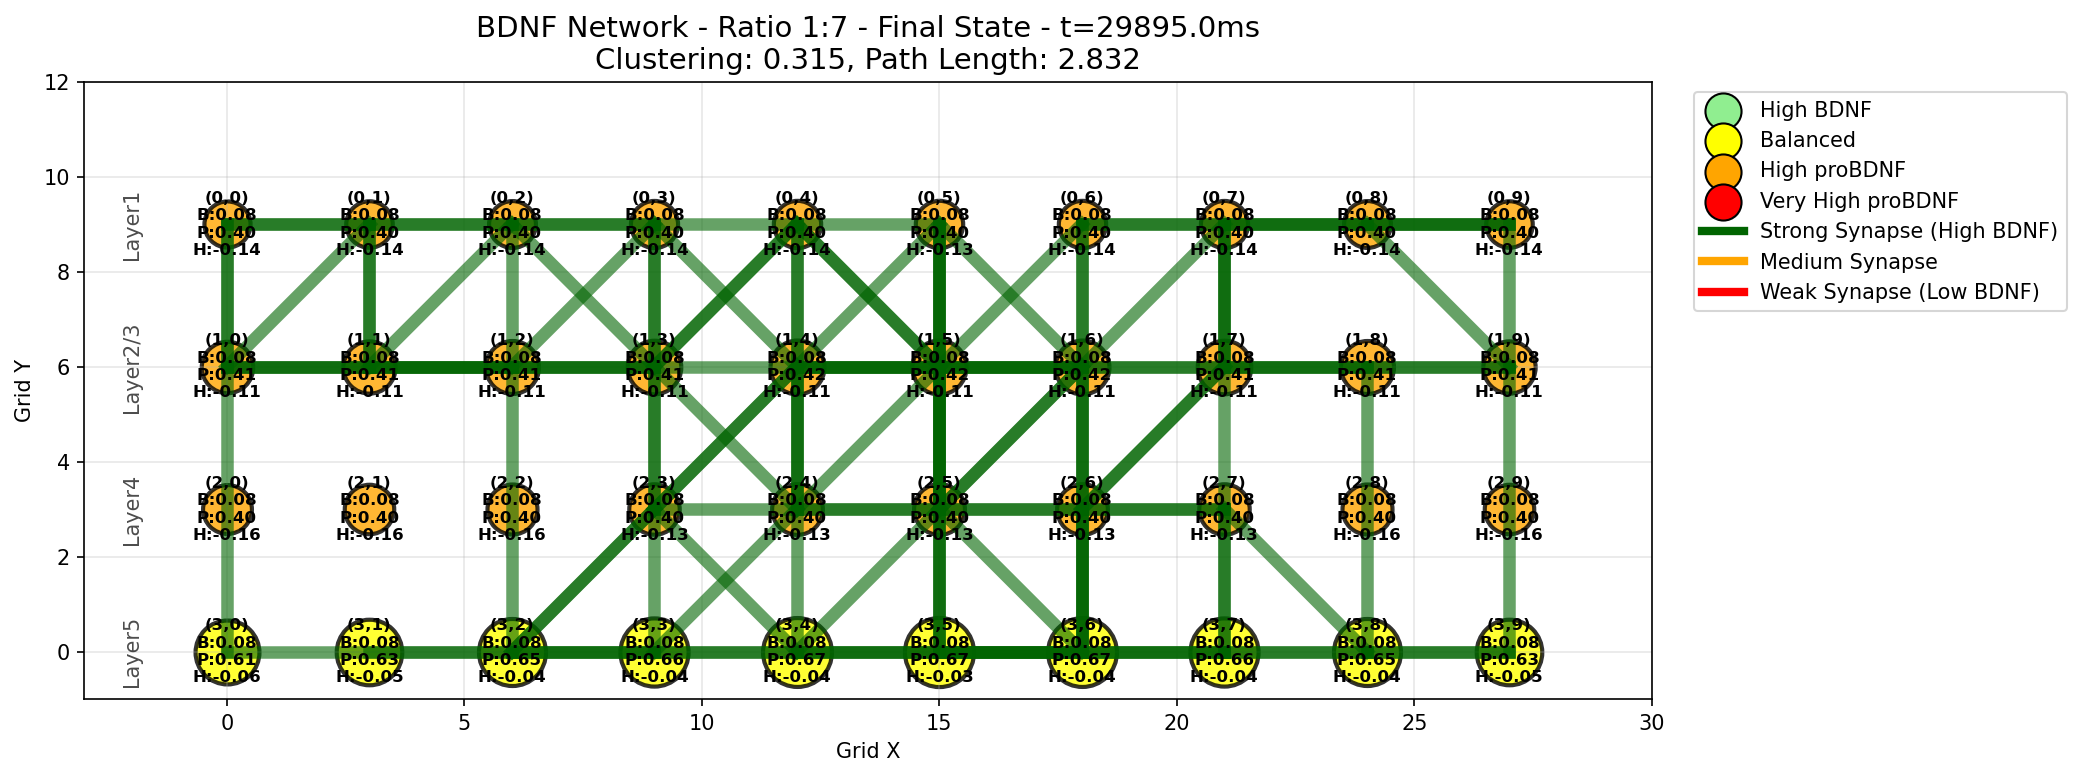 BDNF Network - Ratio 1:7 - Final State - t=29895.0ms
Clustering: 0.315, Path Length: 2.832
12
10
8
6
4
2
0
Grid Y
Layer1
Layer2/3
Layer4
Layer5
(0,0) (0,1) (0,2) (0,3) (0,4) (0,5) (0,6) (0,7) (0,8) (0,9)
B:0.08 B:0.08 B:0.08 B:0.08 B:0.08 B:0.08 B:0.08 B:0.08 B:0.08 B:0.08
P:0.40 P:0.40 P:0.40 P:0.40 P:0.40 P:0.40 P:0.40 P:0.40 P:0.40 P:0.40
H:-0.14 H:-0.14 H:-0.14 H:-0.14 H:-0.14 H:-0.13 H:-0.14 H:-0.14 H:-0.14 H:-0.14
(1,0) (1,1) (1,2) (1,3) (1,4) (1,5) (1,6) (1,7) (1,8) (1,9)
B:0.08 B:0.08 B:0.08 B:0.08 B:0.08 B:0.08 B:0.08 B:0.08 B:0.08 B:0.08
P:0.41 P:0.41 P:0.41 P:0.41 P:0.42 P:0.42 P:0.42 P:0.41 P:0.41 P:0.41
H:-0.11 H:-0.11 H:-0.11 H:-0.11 H:-0.11 H:-0.11 H:-0.11 H:-0.11 H:-0.11 H:-0.11
(2,0) (2,1) (2,2) (2,3) (2,4) (2,5) (2,6) (2,7) (2,8) (2,9)
B:0.08 B:0.08 B:0.08 B:0.08 B:0.08 B:0.08 B:0.08 B:0.08 B:0.08 B:0.08
P:0.40 P:0.40 P:0.40 P:0.40 P:0.40 P:0.40 P:0.40 P:0.40 P:0.40 P:0.40
H:-0.16 H:-0.16 H:-0.16 H:-0.13 H:-0.13 H:-0.13 H:-0.13 H:-0.13 H:-0.16 H:-0.16
(3,0) (3,1) (3,2) (3,3) (3,4) (3,5) (3,6) (3,7) (3,8) (3,9)
B:0.08 B:0.08 B:0.08 B:0.08 B:0.08 B:0.08 B:0.08 B:0.08 B:0.08 B:0.08
P:0.61 P:0.63 P:0.65 P:0.66 P:0.67 P:0.67 P:0.67 P:0.66 P:0.65 P:0.63
H:-0.06 H:-0.05 H:-0.04 H:-0.04 H:-0.04 H:-0.03 H:-0.04 H:-0.04 H:-0.04 H:-0.05
0 5 10 15 20 25 30
Grid X
High BDNF
Balanced
High proBDNF
Very High proBDNF
Strong Synapse (High BDNF)
Medium Synapse
Weak Synapse (Low BDNF)